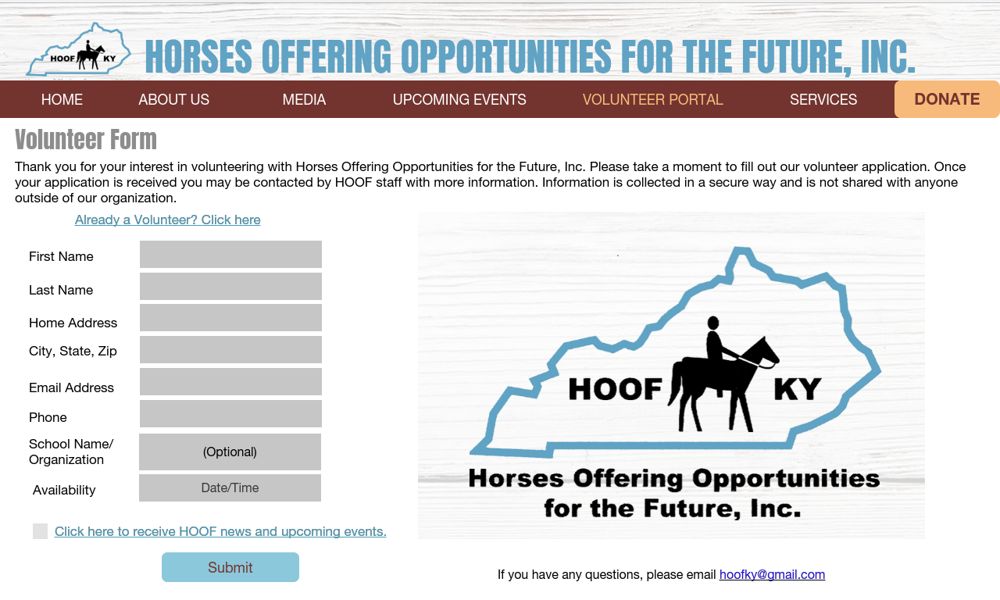 HOOF KY
HORSES OFFERING OPPORTUNITIES FOR THE FUTURE, INC.
HOME ABOUT US MEDIA UPCOMING EVENTS VOLUNTEER PORTAL SERVICES DONATE
Volunteer Form
Thank you for your interest in volunteering with Horses Offering Opportunities for the Future, Inc. Please take a moment to fill out our volunteer application. Once
your application is received you may be contacted by HOOF staff with more information. Information is collected in a secure way and is not shared with anyone
outside of our organization.
Already a Volunteer? Click here
First Name
Last Name
Home Address
City, State, Zip
Email Address
Phone
School Name/
Organization
(Optional)
Availability
Date/Time
Click here to receive HOOF news and upcoming events.
Submit
HOOF KY
Horses Offering Opportunities
for the Future, Inc.
If you have any questions, please email hoofky@gmail.com